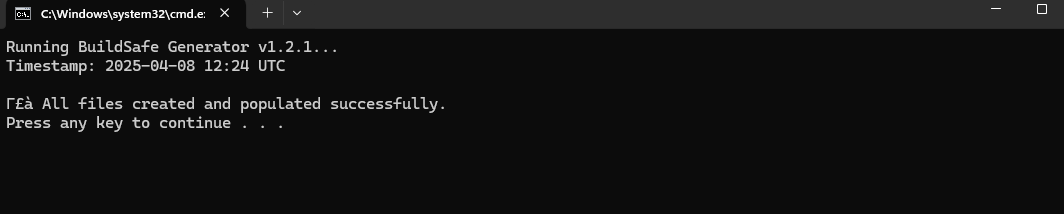 C:\Windows\system32\cmd.e:
Running BuildSafe Generator v1.2.1...
Timestamp: 2025-04-08 12:24 UTC
Γ£à All files created and populated successfully.
Press any key to continue . . .